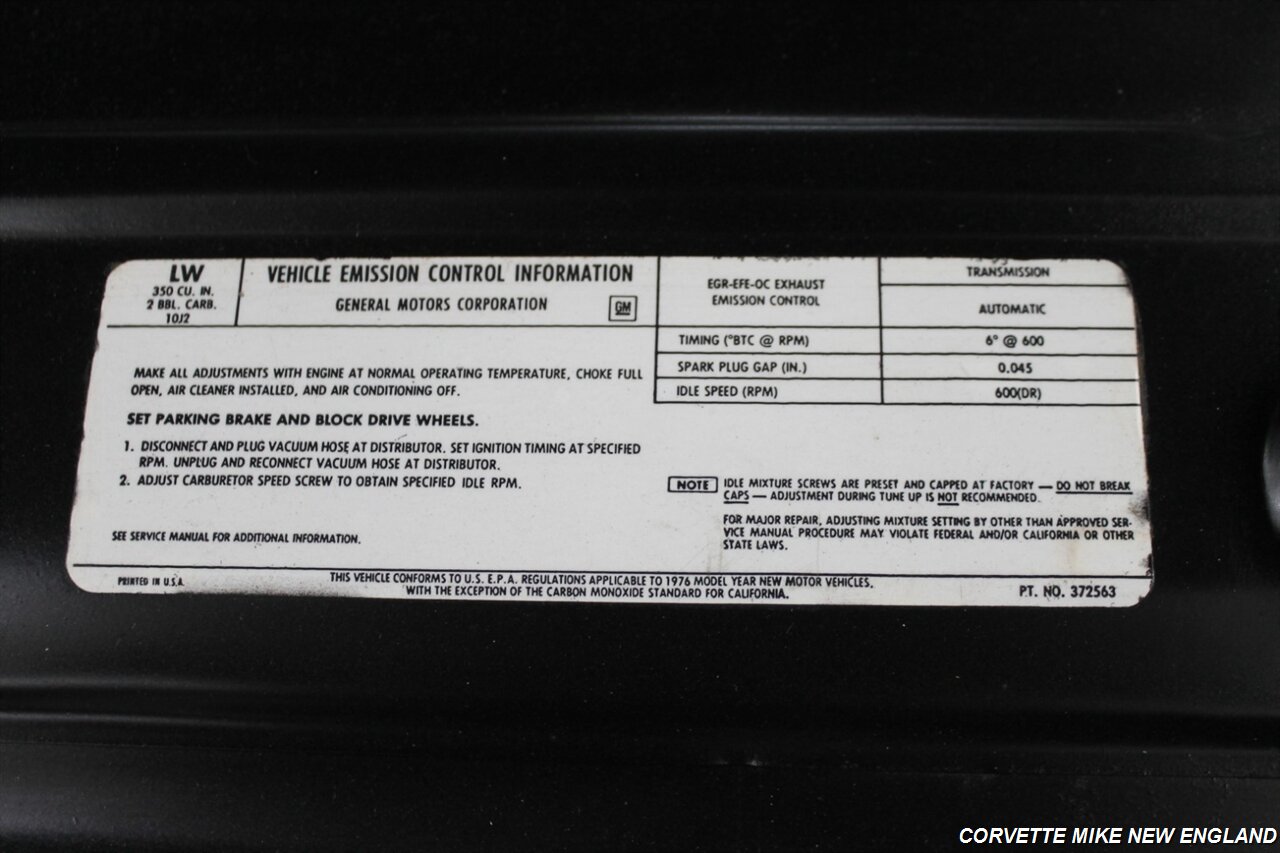 LW
350 CU. IN.
2 BBL. CARB.
10J2
VEHICLE EMISSION CONTROL INFORMATION
GENERAL MOTORS CORPORATION
GM
EGR-EFE-OC EXHAUST
EMISSION CONTROL
TRANSMISSION
AUTOMATIC
TIMING (°BTC @ RPM) 6° @ 600
SPARK PLUG GAP (IN.) 0.045
IDLE SPEED (RPM) 600(DR)
MAKE ALL ADJUSTMENTS WITH ENGINE AT NORMAL OPERATING TEMPERATURE, CHOKE FULL
OPEN, AIR CLEANER INSTALLED, AND AIR CONDITIONING OFF.
SET PARKING BRAKE AND BLOCK DRIVE WHEELS.
1. DISCONNECT AND PLUG VACUUM HOSE AT DISTRIBUTOR. SET IGNITION TIMING AT SPECIFIED
RPM. UNPLUG AND RECONNECT VACUUM HOSE AT DISTRIBUTOR.
2. ADJUST CARBURETOR SPEED SCREW TO OBTAIN SPECIFIED IDLE RPM.
SEE SERVICE MANUAL FOR ADDITIONAL INFORMATION.
NOTE IDLE MIXTURE SCREWS ARE PRESET AND CAPPED AT FACTORY — DO NOT BREAK
CAPS — ADJUSTMENT DURING TUNE UP IS NOT RECOMMENDED.
FOR MAJOR REPAIR, ADJUSTING MIXTURE SETTING BY OTHER THAN APPROVED SER-
VICE MANUAL PROCEDURE MAY VIOLATE FEDERAL AND/OR CALIFORNIA OR OTHER
STATE LAWS.
PRINTED IN U.S.A.
THIS VEHICLE CONFORMS TO U.S. E.P.A. REGULATIONS APPLICABLE TO 1976 MODEL YEAR NEW MOTOR VEHICLES,
WITH THE EXCEPTION OF THE CARBON MONOXIDE STANDARD FOR CALIFORNIA.
PT. NO. 372563
CORVETTE MIKE NEW ENGLAND